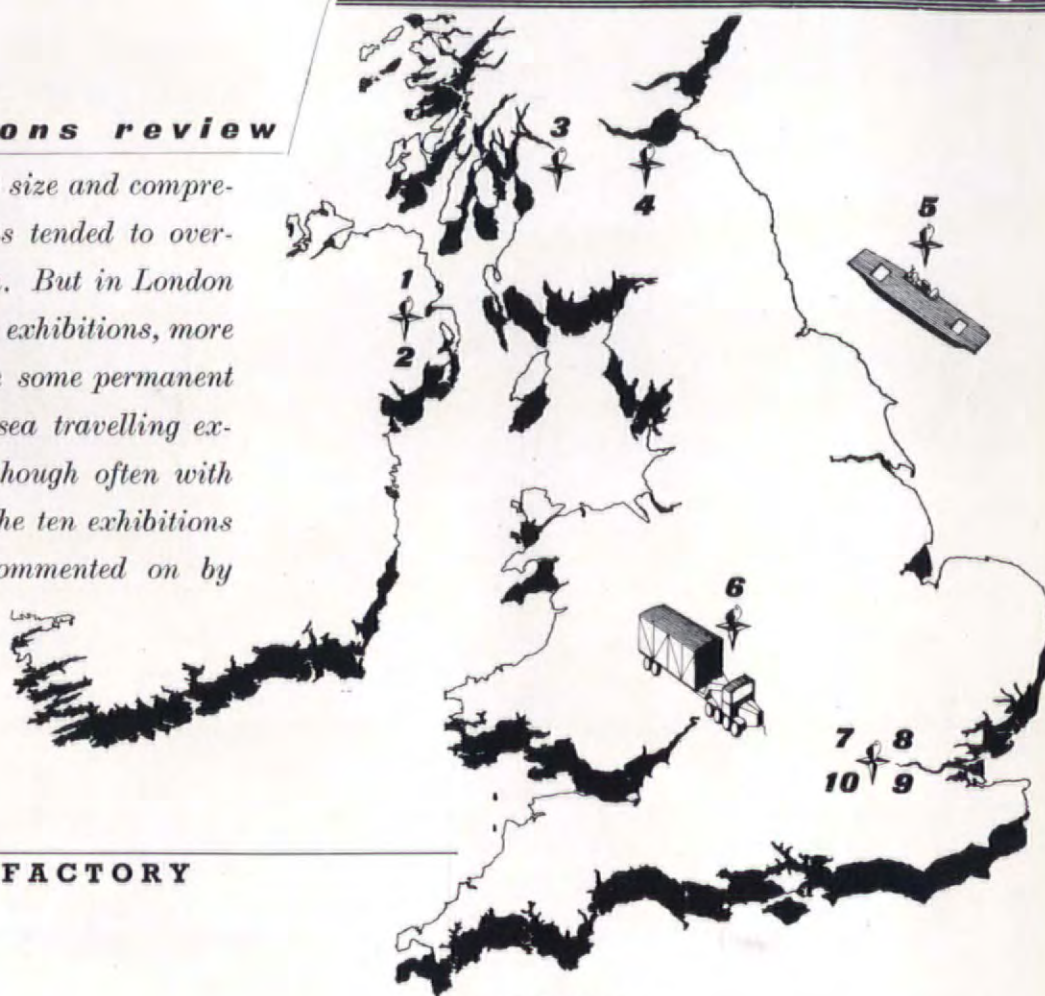 ons review
size and compre-
s tended to over-
. But in London
exhibitions, more
some permanent
sea travelling ex-
hough often with
he ten exhibitions
ommented on by
3
4
5
1
2
6
7 8
10 9
FACTORY